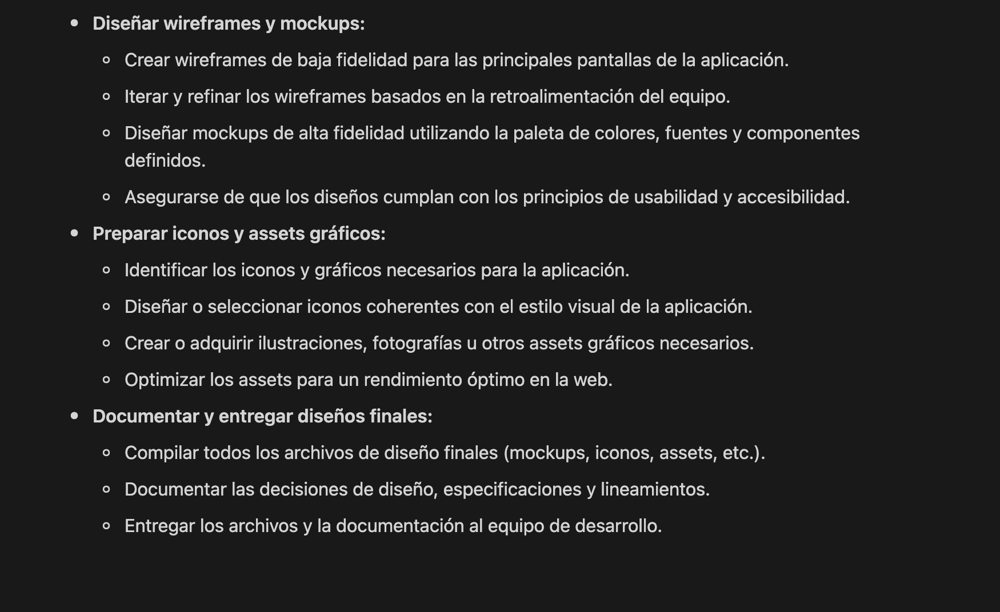 Diseñar wireframes y mockups:
Crear wireframes de baja fidelidad para las principales pantallas de la aplicación.
Iterar y refinar los wireframes basados en la retroalimentación del equipo.
Diseñar mockups de alta fidelidad utilizando la paleta de colores, fuentes y componentes
definidos.
Asegurarse de que los diseños cumplan con los principios de usabilidad y accesibilidad.
Preparar iconos y assets gráficos:
Identificar los iconos y gráficos necesarios para la aplicación.
Diseñar o seleccionar iconos coherentes con el estilo visual de la aplicación.
Crear o adquirir ilustraciones, fotografías u otros assets gráficos necesarios.
Optimizar los assets para un rendimiento óptimo en la web.
Documentar y entregar diseños finales:
Compilar todos los archivos de diseño finales (mockups, iconos, assets, etc.).
Documentar las decisiones de diseño, especificaciones y lineamientos.
Entregar los archivos y la documentación al equipo de desarrollo.